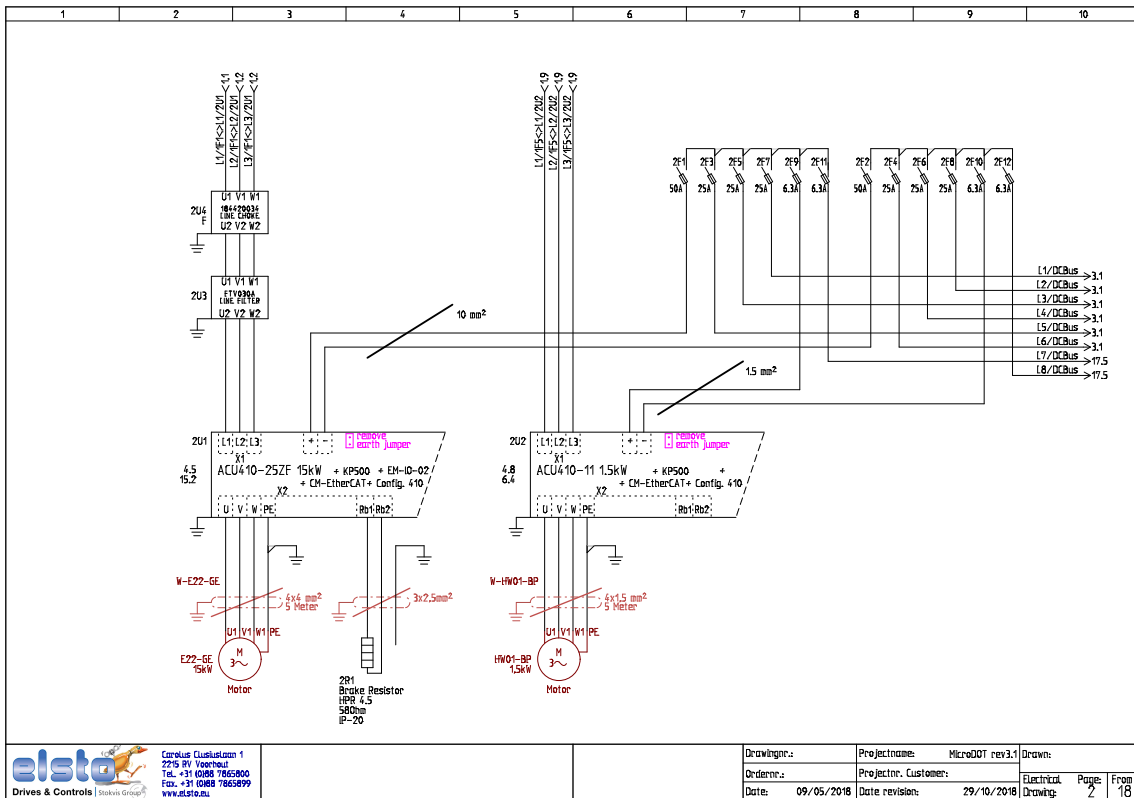 1 2 3 4 5 6 7 8 9 10
L1/1F1<>L1/2U1 <1.1
L2/1F1<>L2/2U1 <1.2
L3/1F1<>L3/2U1 <1.2
L1/1F5<>L1/2U2 <1.9
L2/1F5<>L2/2U2 <1.9
L3/1F5<>L3/2U2 <1.9
2F1 2F3 2F5 2F7 2F9 2F11 2F2 2F4 2F6 2F8 2F10 2F12
50A 25A 25A 25A 6.3A 6.3A 50A 25A 25A 25A 6.3A 6.3A
U1 V1 W1
2U4
F
184420034
LINE CHOKE
U2 V2 W2
U1 V1 W1
2U3
FTV030A
LINE FILTER
U2 V2 W2
L1/DCBus >3.1
L2/DCBus >3.1
L3/DCBus >3.1
L4/DCBus >3.1
L5/DCBus >3.1
L6/DCBus >3.1
L7/DCBus >17.5
L8/DCBus >17.5
10 mm²
1.5 mm²
2U1
L1 L2 L3 + -
remove
earth jumper
X1
4.5
15.2
ACU410-25ZF 15kW + KP500 + EM-IO-02
+ CM-EtherCAT + Config. 410
X2
U V W PE Rb1 Rb2
2U2
L1 L2 L3 + -
remove
earth jumper
X1
4.8
6.4
ACU410-11 1.5kW + KP500 +
+ CM-EtherCAT + Config. 410
X2
U V W PE Rb1 Rb2
W-E22-GE
4x4 mm²
5 Meter
3x2,5mm²
U1 V1 W1 PE
E22-GE
15kW
M
3~
Motor
2R1
Brake Resistor
HPR 4.5
58Ohm
IP-20
W-HW01-BP
4x1,5 mm²
5 Meter
U1 V1 W1 PE
HW01-BP
1,5kW
M
3~
Motor
elsto
Drives & Controls | Stokvis Group
Carolus Clusiuslaan 1
2215 RV Voorhout
Tel. +31 (0)88 7865800
Fax. +31 (0)88 7865899
www.elsto.eu
Drawingnr.: Projectname: MicroDOT rev3.1 Drawn:
Ordernr.: Projectnr. Customer:
Date: 09/05/2018 Date revision: 29/10/2018
Electrical Page: From
Drawing: 2 18